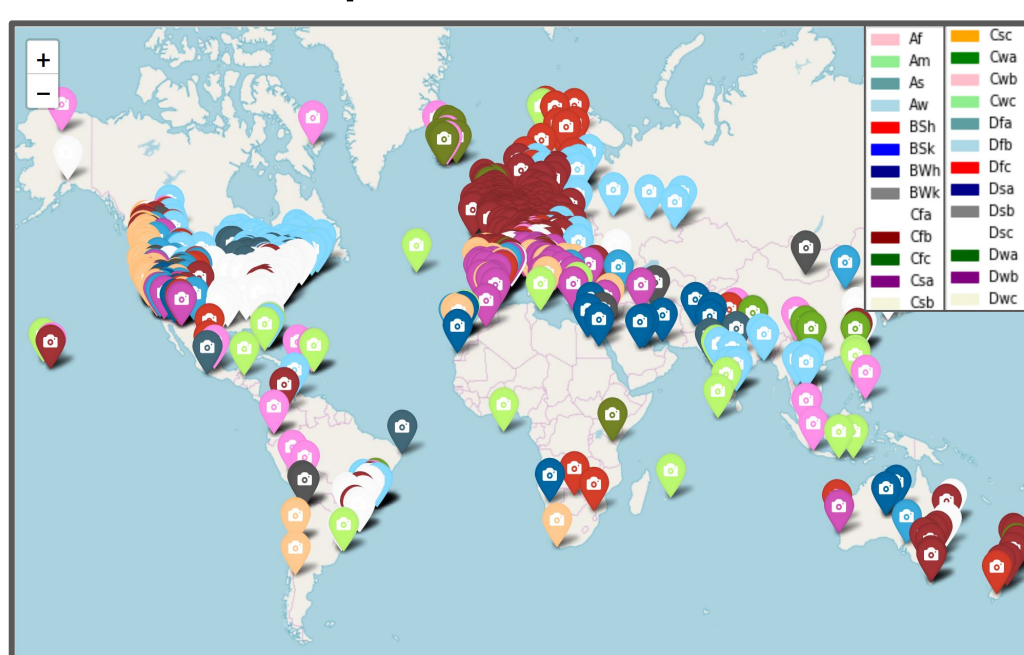 +
−
Af
Am
As
Aw
BSh
BSk
BWh
BWk
Cfa
Cfb
Cfc
Csa
Csb
Csc
Cwa
Cwb
Cwc
Dfa
Dfb
Dfc
Dsa
Dsb
Dsc
Dwa
Dwb
Dwc